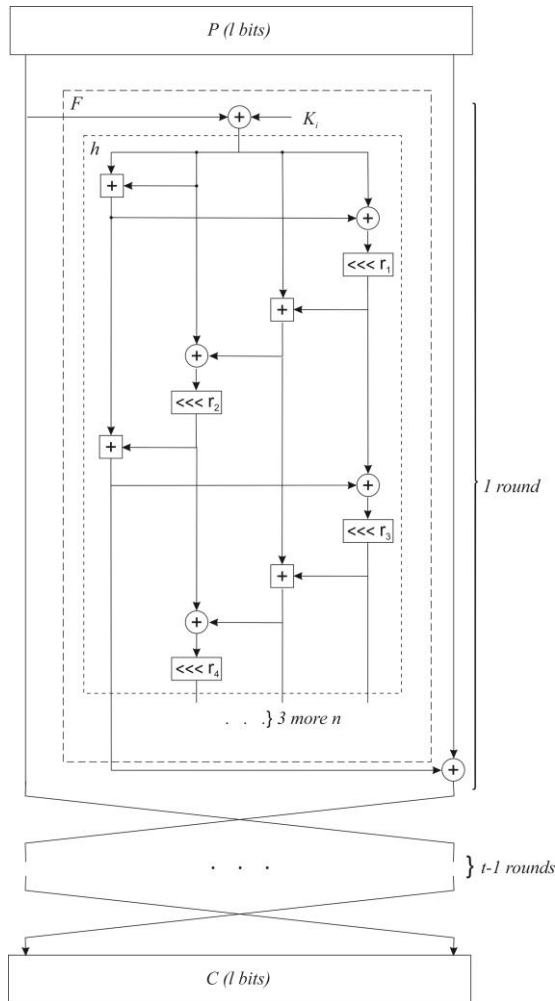 P (l bits)
F
+
K_i
h
+
+
<<< r_1
+
+
<<< r_2
+
+
<<< r_3
+
+
<<< r_4
1 round
. . . } 3 more n
+
. . .
} t-1 rounds
C (l bits)